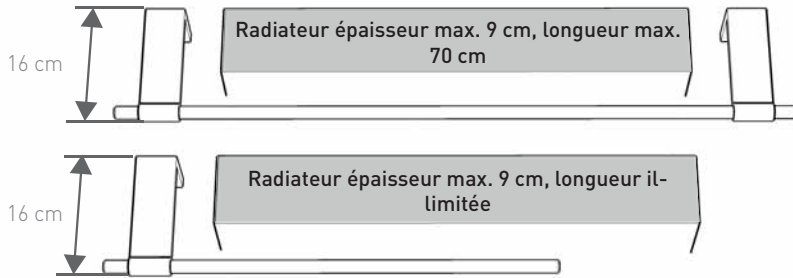 Radiateur épaisseur max. 9 cm, longueur max.
70 cm
16 cm
Radiateur épaisseur max. 9 cm, longueur il-
limitée
16 cm